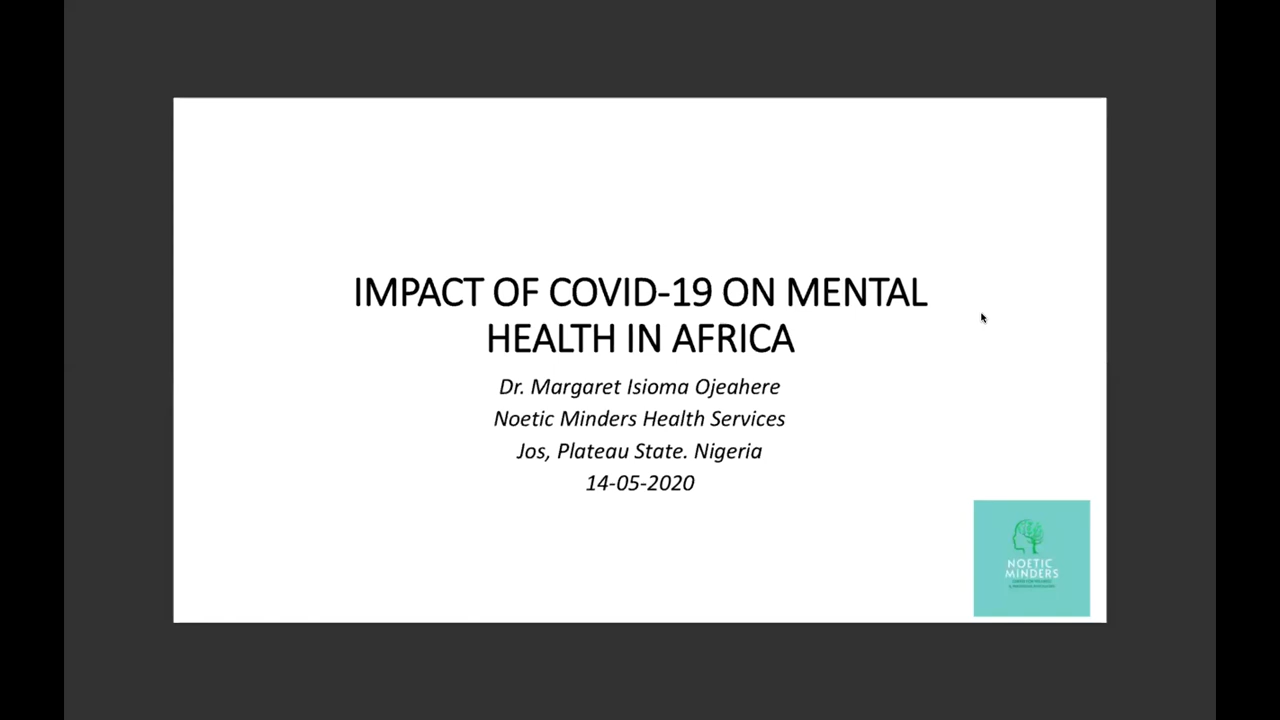 IMPACT OF COVID-19 ON MENTAL
HEALTH IN AFRICA
Dr. Margaret Isioma Ojeahere
Noetic Minders Health Services
Jos, Plateau State. Nigeria
14-05-2020
NOETIC
MINDERS